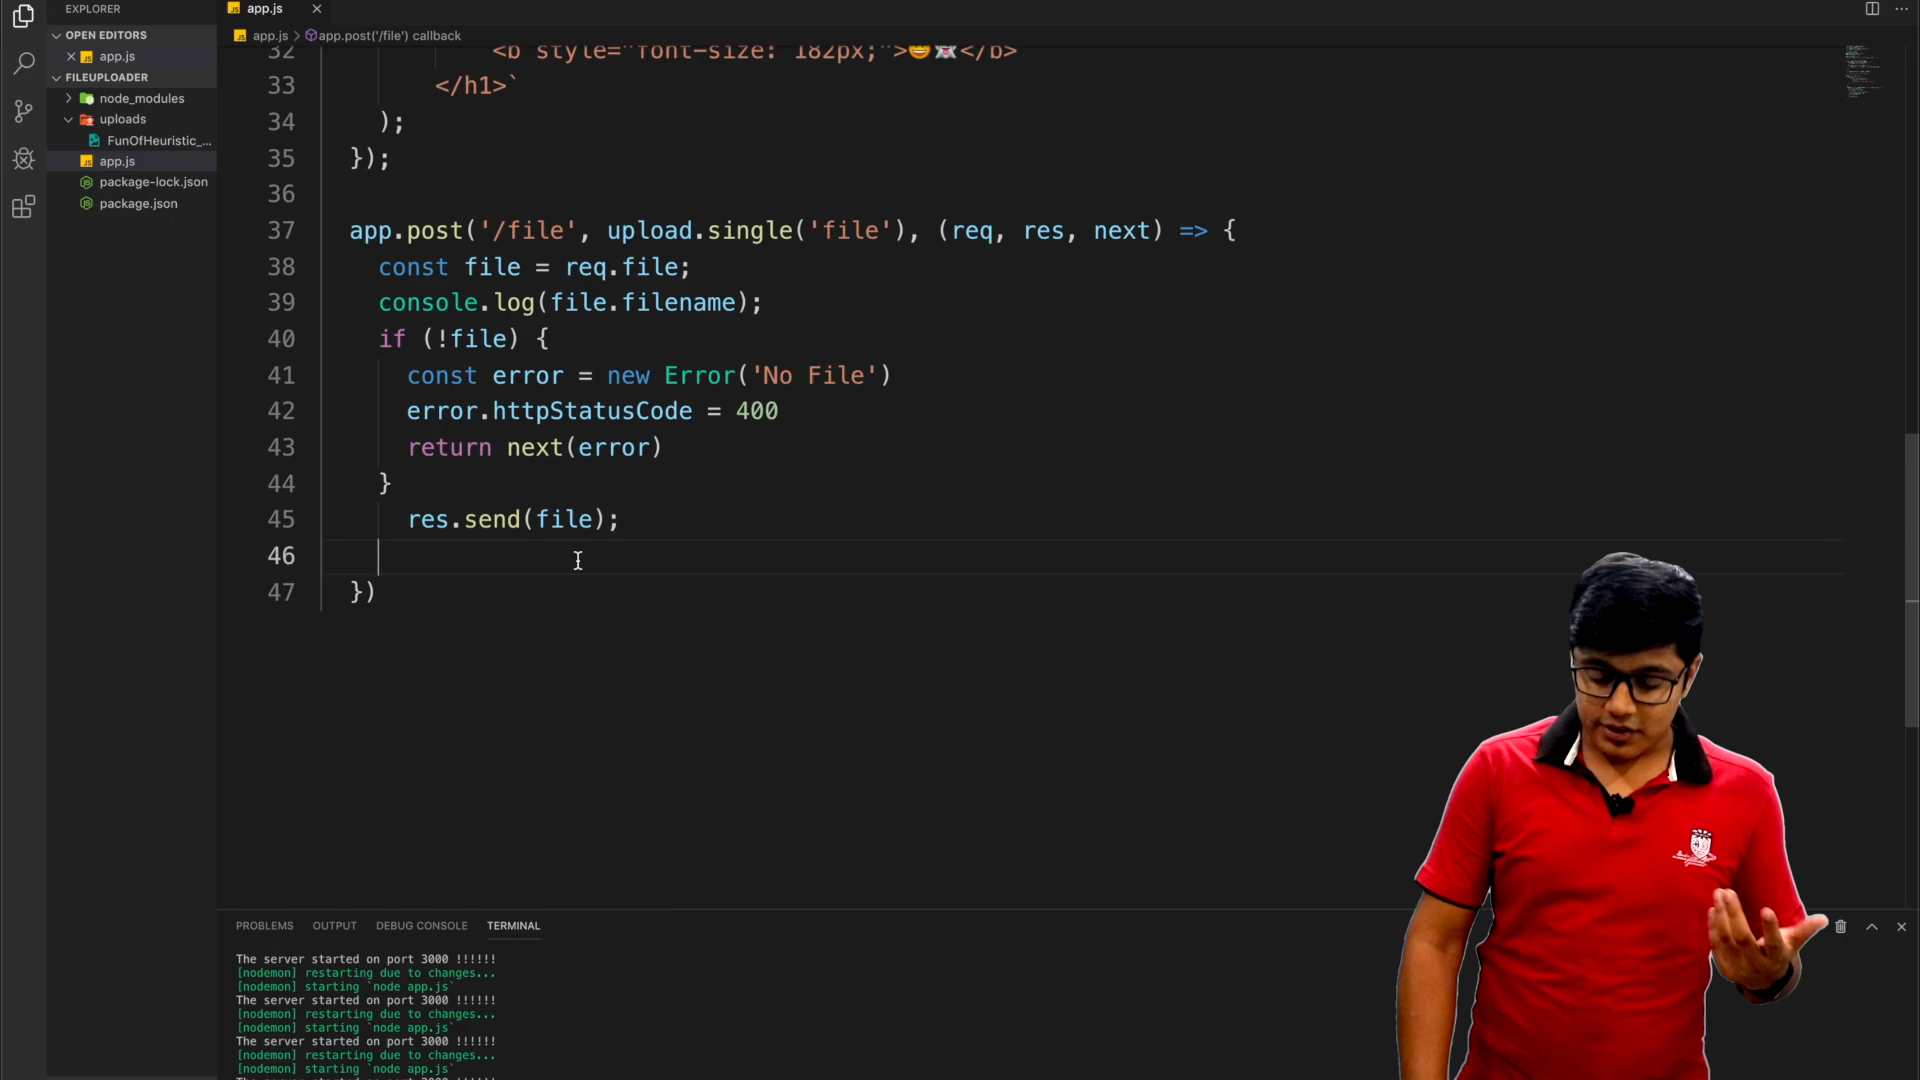 EXPLORER
OPEN EDITORS
app.js
FILEUPLOADER
node_modules
uploads
FunOfHeuristic_...
app.js
package-lock.json
package.json
app.js
app.js > app.post('/file') callback
32 <b style="font-size: 182px;">😁👻</b>
33 </h1>`
34 );
35 });
36
37 app.post('/file', upload.single('file'), (req, res, next) => {
38 const file = req.file;
39 console.log(file.filename);
40 if (!file) {
41 const error = new Error('No File')
42 error.httpStatusCode = 400
43 return next(error)
44 }
45 res.send(file);
46
47 })
PROBLEMS OUTPUT DEBUG CONSOLE TERMINAL
The server started on port 3000 !!!!!!
[nodemon] restarting due to changes...
[nodemon] starting `node app.js`
The server started on port 3000 !!!!!!
[nodemon] restarting due to changes...
[nodemon] starting `node app.js`
The server started on port 3000 !!!!!!
[nodemon] restarting due to changes...
[nodemon] starting `node app.js`